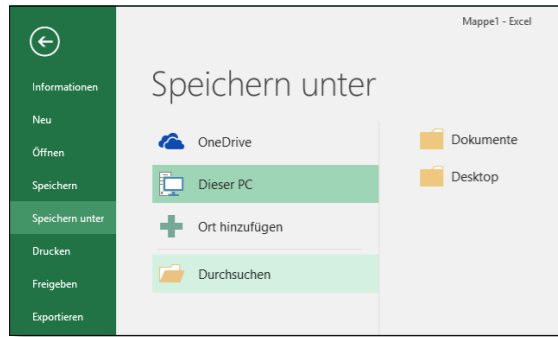 Mappe1 - Excel
Informationen
Neu
Öffnen
Speichern
Speichern unter
Drucken
Freigeben
Exportieren
Speichern unter
OneDrive
Dieser PC
Ort hinzufügen
Durchsuchen
Dokumente
Desktop